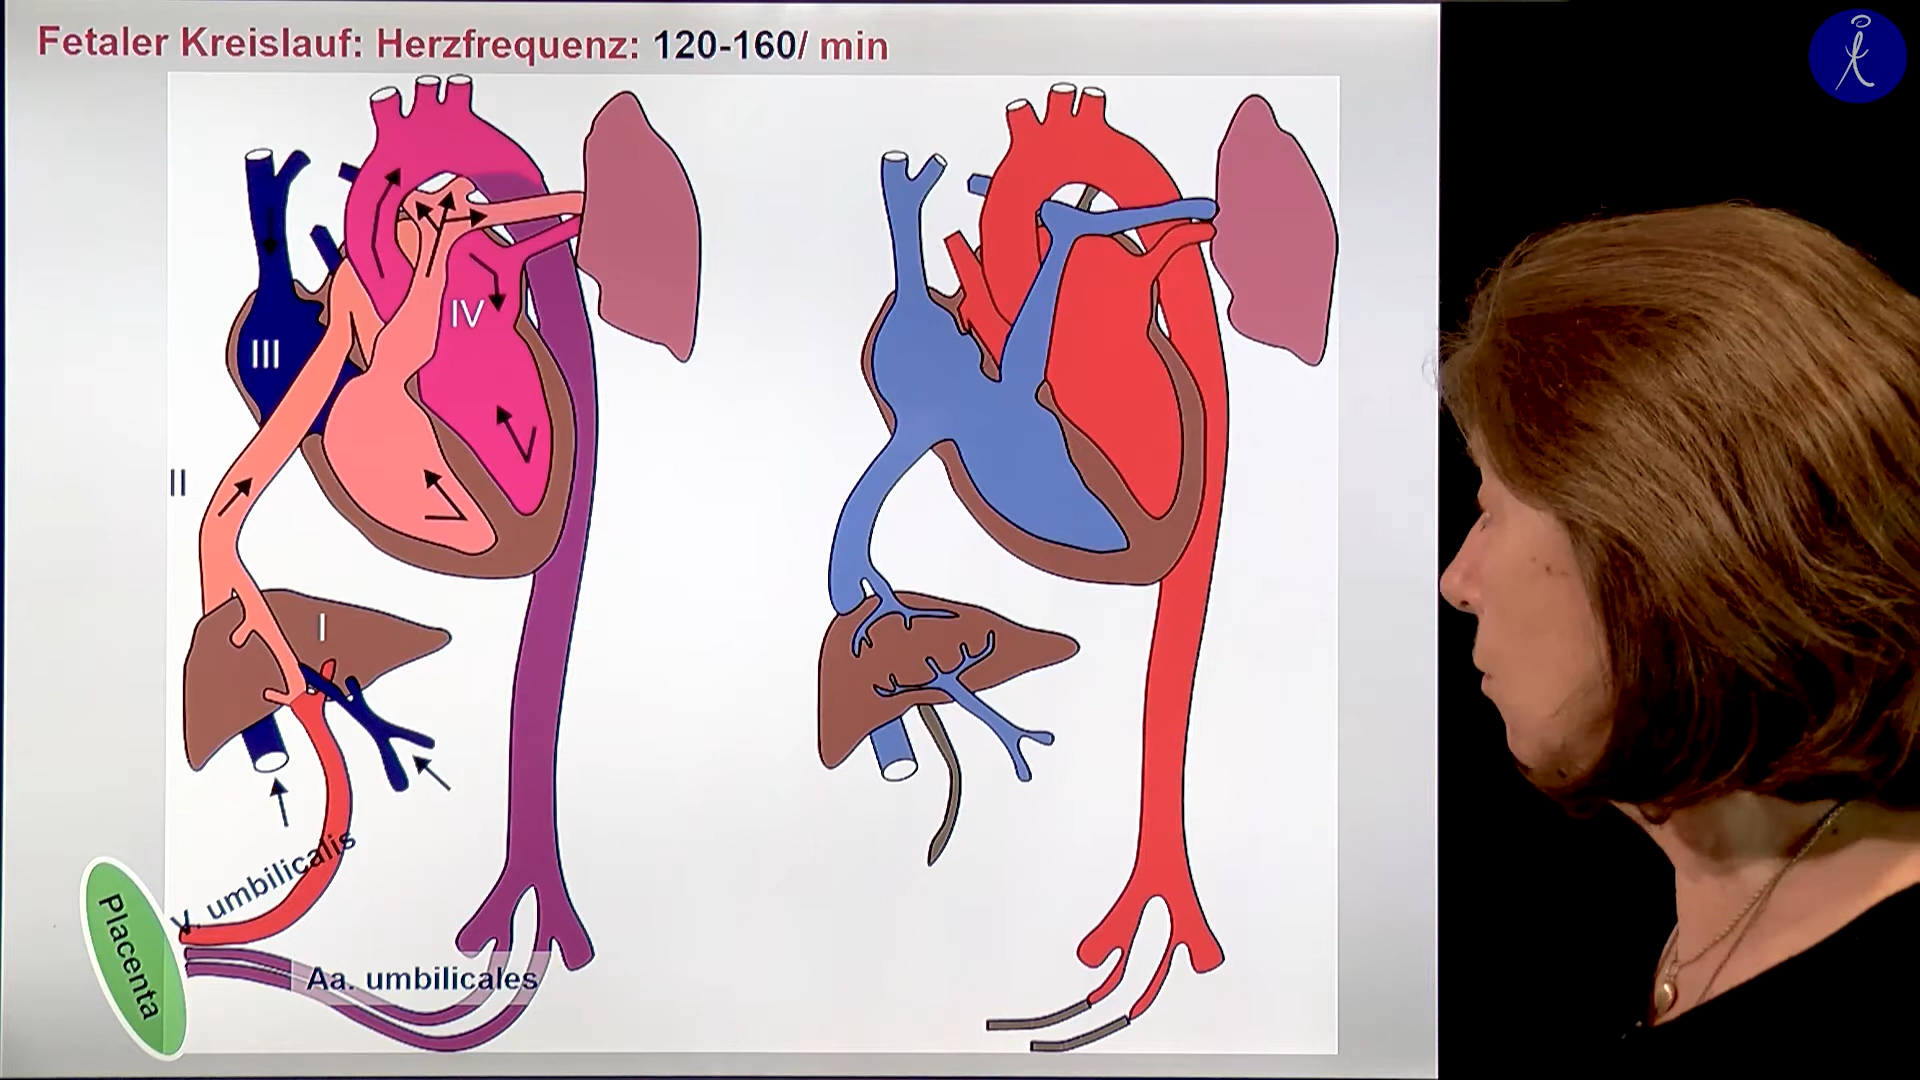 Fetaler Kreislauf: Herzfrequenz: 120-160/ min
IV
III
II
I
V. umbilicalis
Placenta
Aa. umbilicales